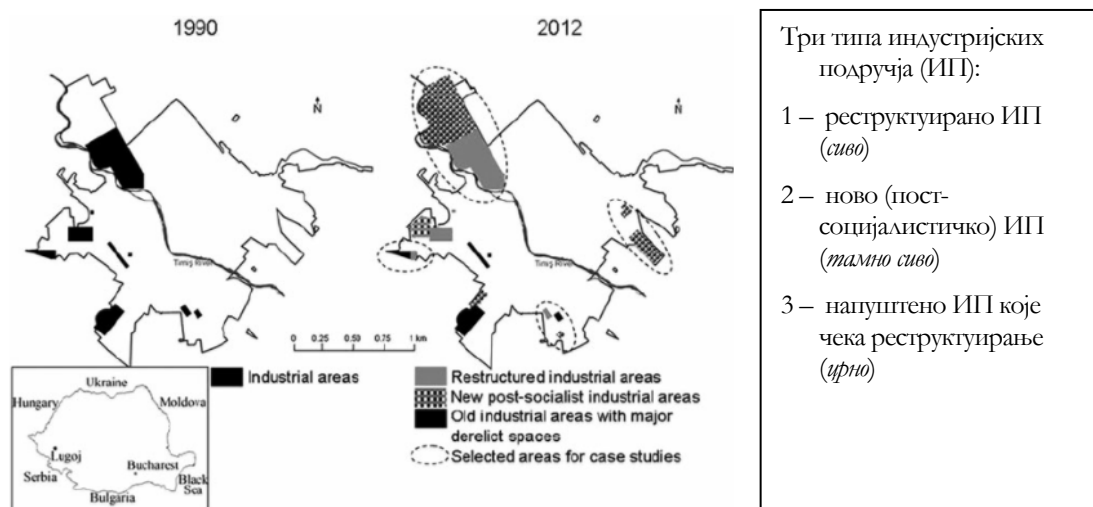 1990
2012
N
N
Timiş River
0 0.25 0.5 1 km
Industrial areas
Restructured industrial areas
New post-socialist industrial areas
Old industrial areas with major
derelict spaces
Selected areas for case studies
Ukraine
Hungary
Moldova
Lugoj
Serbia
Bucharest
Black
Sea
Bulgaria
Три типа индустријских
подручја (ИП):
1 – реструктуирано ИП
(сиво)
2 – ново (пост-
социјалистичко) ИП
(тамно сиво)
3 – напуштено ИП које
чека реструктуирање
(црно)